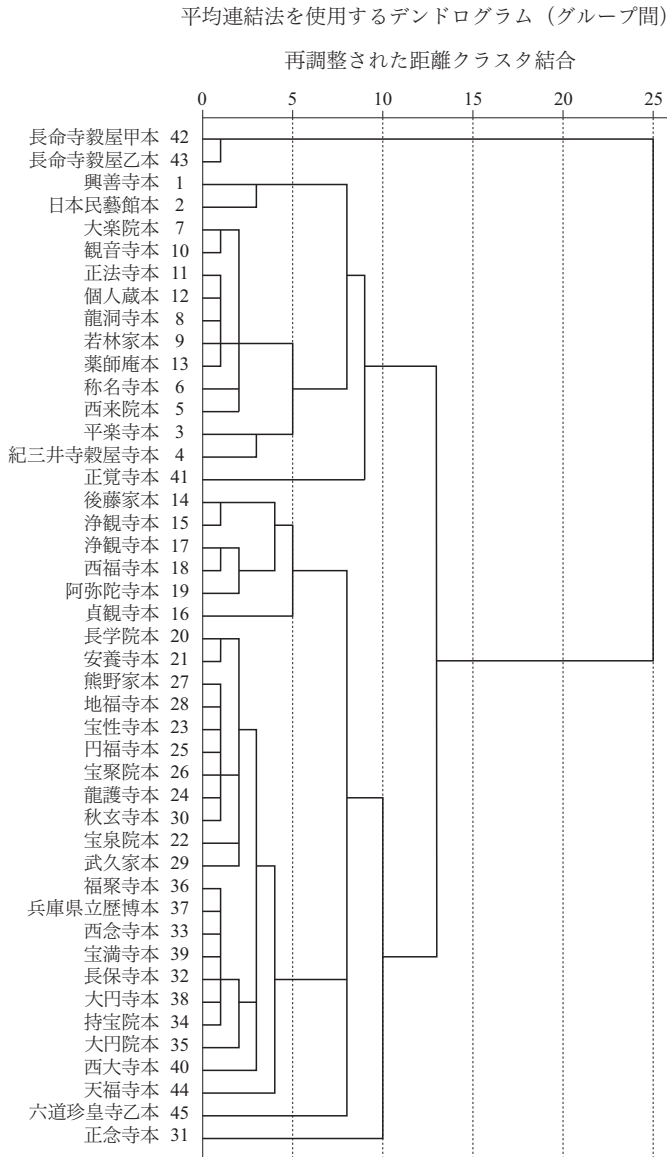 平均連結法を使用するデンドログラム（グループ間）
再調整された距離クラスタ結合
0 5 10 15 20 25
長命寺毅屋甲本 42
長命寺毅屋乙本 43
興善寺本 1
日本民藝館本 2
大楽院本 7
観音寺本 10
正法寺本 11
個人蔵本 12
龍洞寺本 8
若林家本 9
薬師庵本 13
称名寺本 6
西来院本 5
平楽寺本 3
紀三井寺穀屋寺本 4
正覚寺本 41
後藤家本 14
浄観寺本 15
浄観寺本 17
西福寺本 18
阿弥陀寺本 19
貞観寺本 16
長学院本 20
安養寺本 21
熊野家本 27
地福寺本 28
宝性寺本 23
円福寺本 25
宝聚院本 26
龍護寺本 24
秋玄寺本 30
宝泉院本 22
武久家本 29
福聚寺本 36
兵庫県立歴博本 37
西念寺本 33
宝満寺本 39
長保寺本 32
大円寺本 38
持宝院本 34
大円院本 35
西大寺本 40
天福寺本 44
六道珍皇寺乙本 45
正念寺本 31